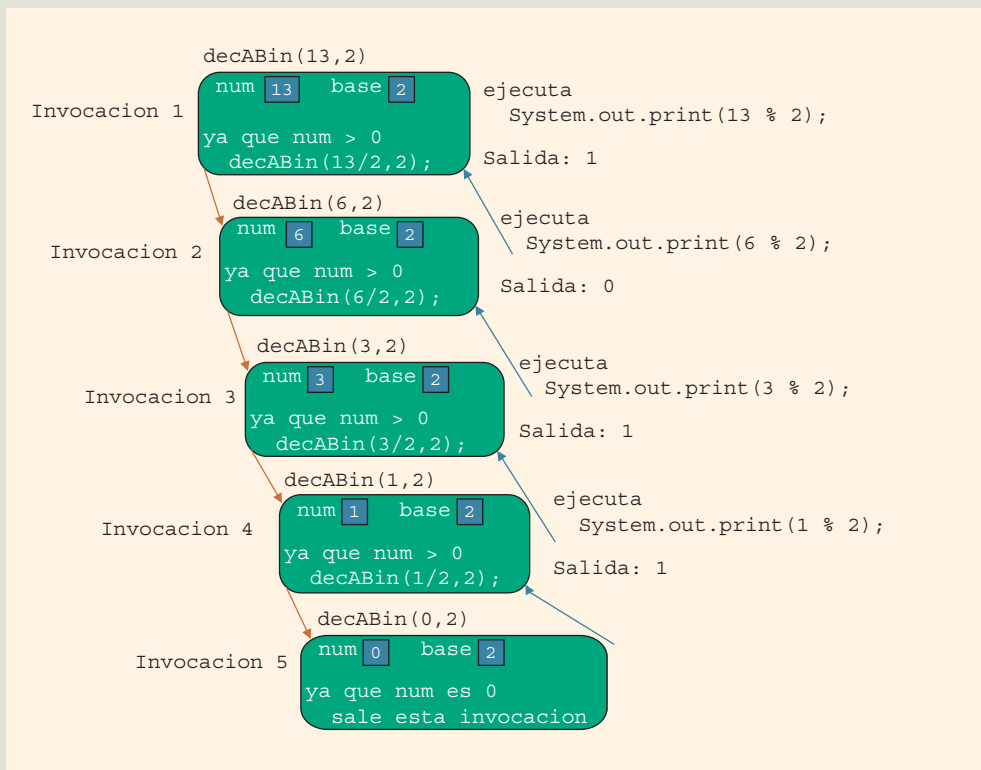 decABin(13,2)
num 13 base 2
Invocacion 1
ya que num > 0
decABin(13/2,2);
ejecuta
System.out.print(13 % 2);
Salida: 1
decABin(6,2)
num 6 base 2
Invocacion 2
ya que num > 0
decABin(6/2,2);
ejecuta
System.out.print(6 % 2);
Salida: 0
decABin(3,2)
num 3 base 2
Invocacion 3
ya que num > 0
decABin(3/2,2);
ejecuta
System.out.print(3 % 2);
Salida: 1
decABin(1,2)
num 1 base 2
Invocacion 4
ya que num > 0
decABin(1/2,2);
ejecuta
System.out.print(1 % 2);
Salida: 1
decABin(0,2)
num 0 base 2
Invocacion 5
ya que num es 0
sale esta invocacion